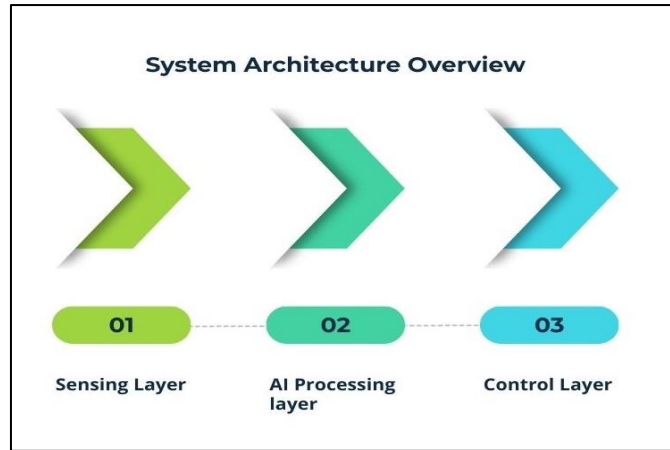 System Architecture Overview
01
02
03
Sensing Layer
AI Processing
layer
Control Layer